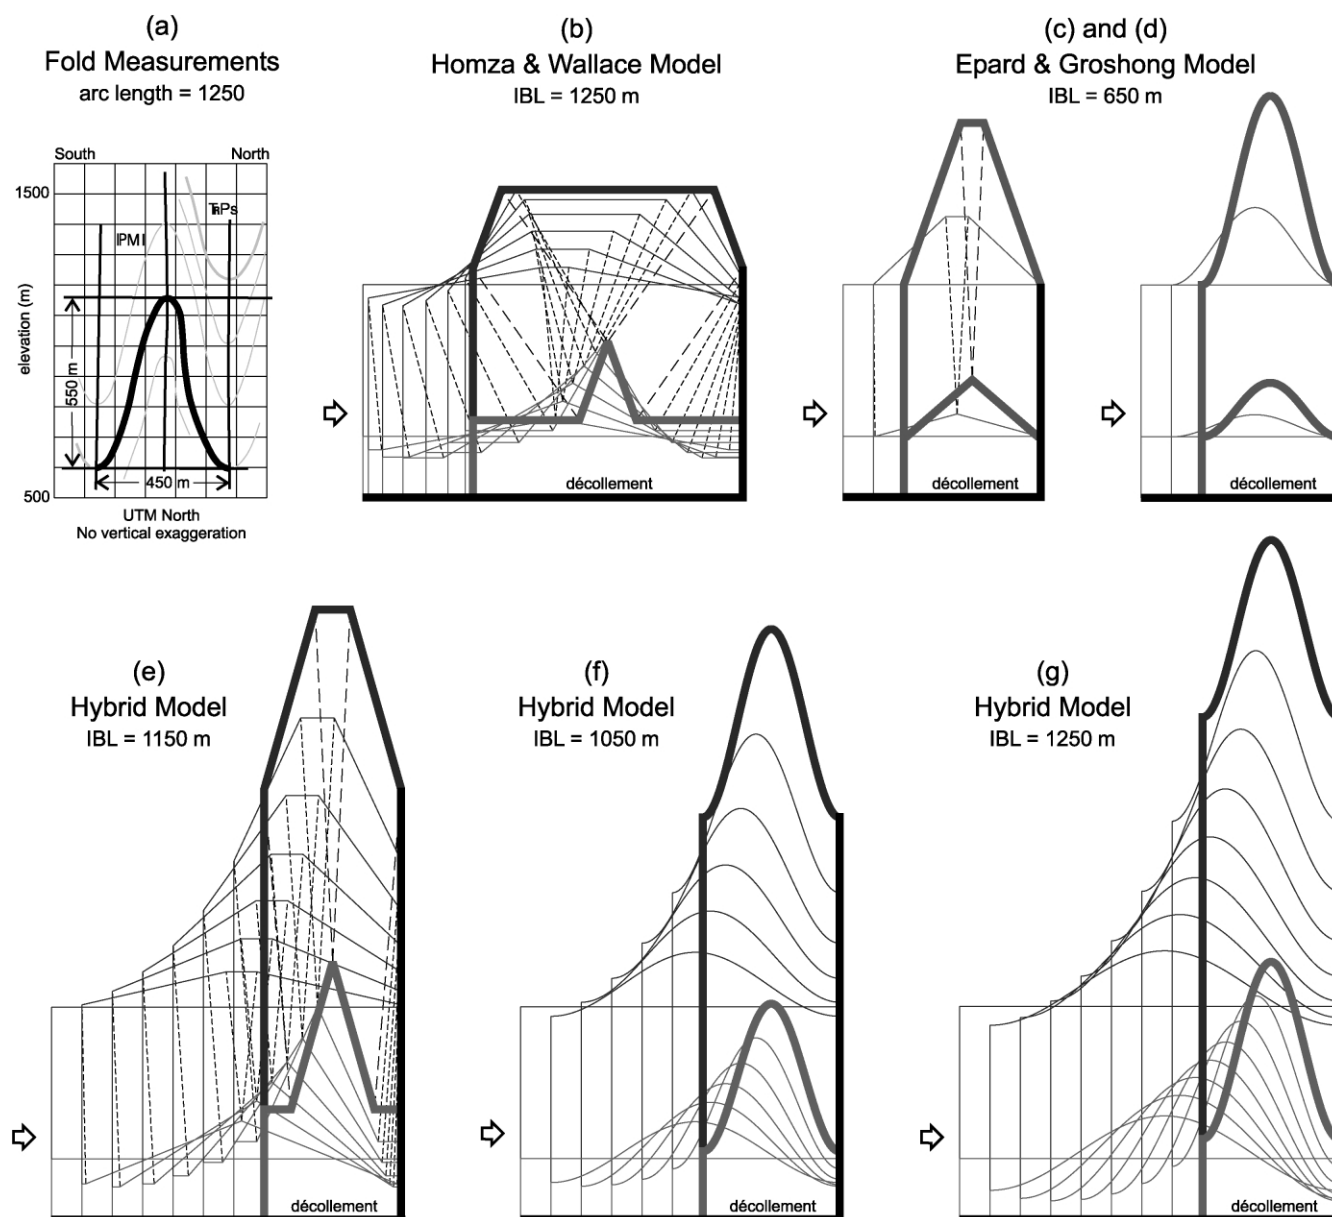 (a)
Fold Measurements
arc length = 1250
South
North
1500
IPMI
TRPs
elevation (m)
550 m
450 m
500
UTM North
No vertical exaggeration
(b)
Homza & Wallace Model
IBL = 1250 m
décollement
(c) and (d)
Epard & Groshong Model
IBL = 650 m
décollement
décollement
(e)
Hybrid Model
IBL = 1150 m
décollement
(f)
Hybrid Model
IBL = 1050 m
décollement
(g)
Hybrid Model
IBL = 1250 m
décollement